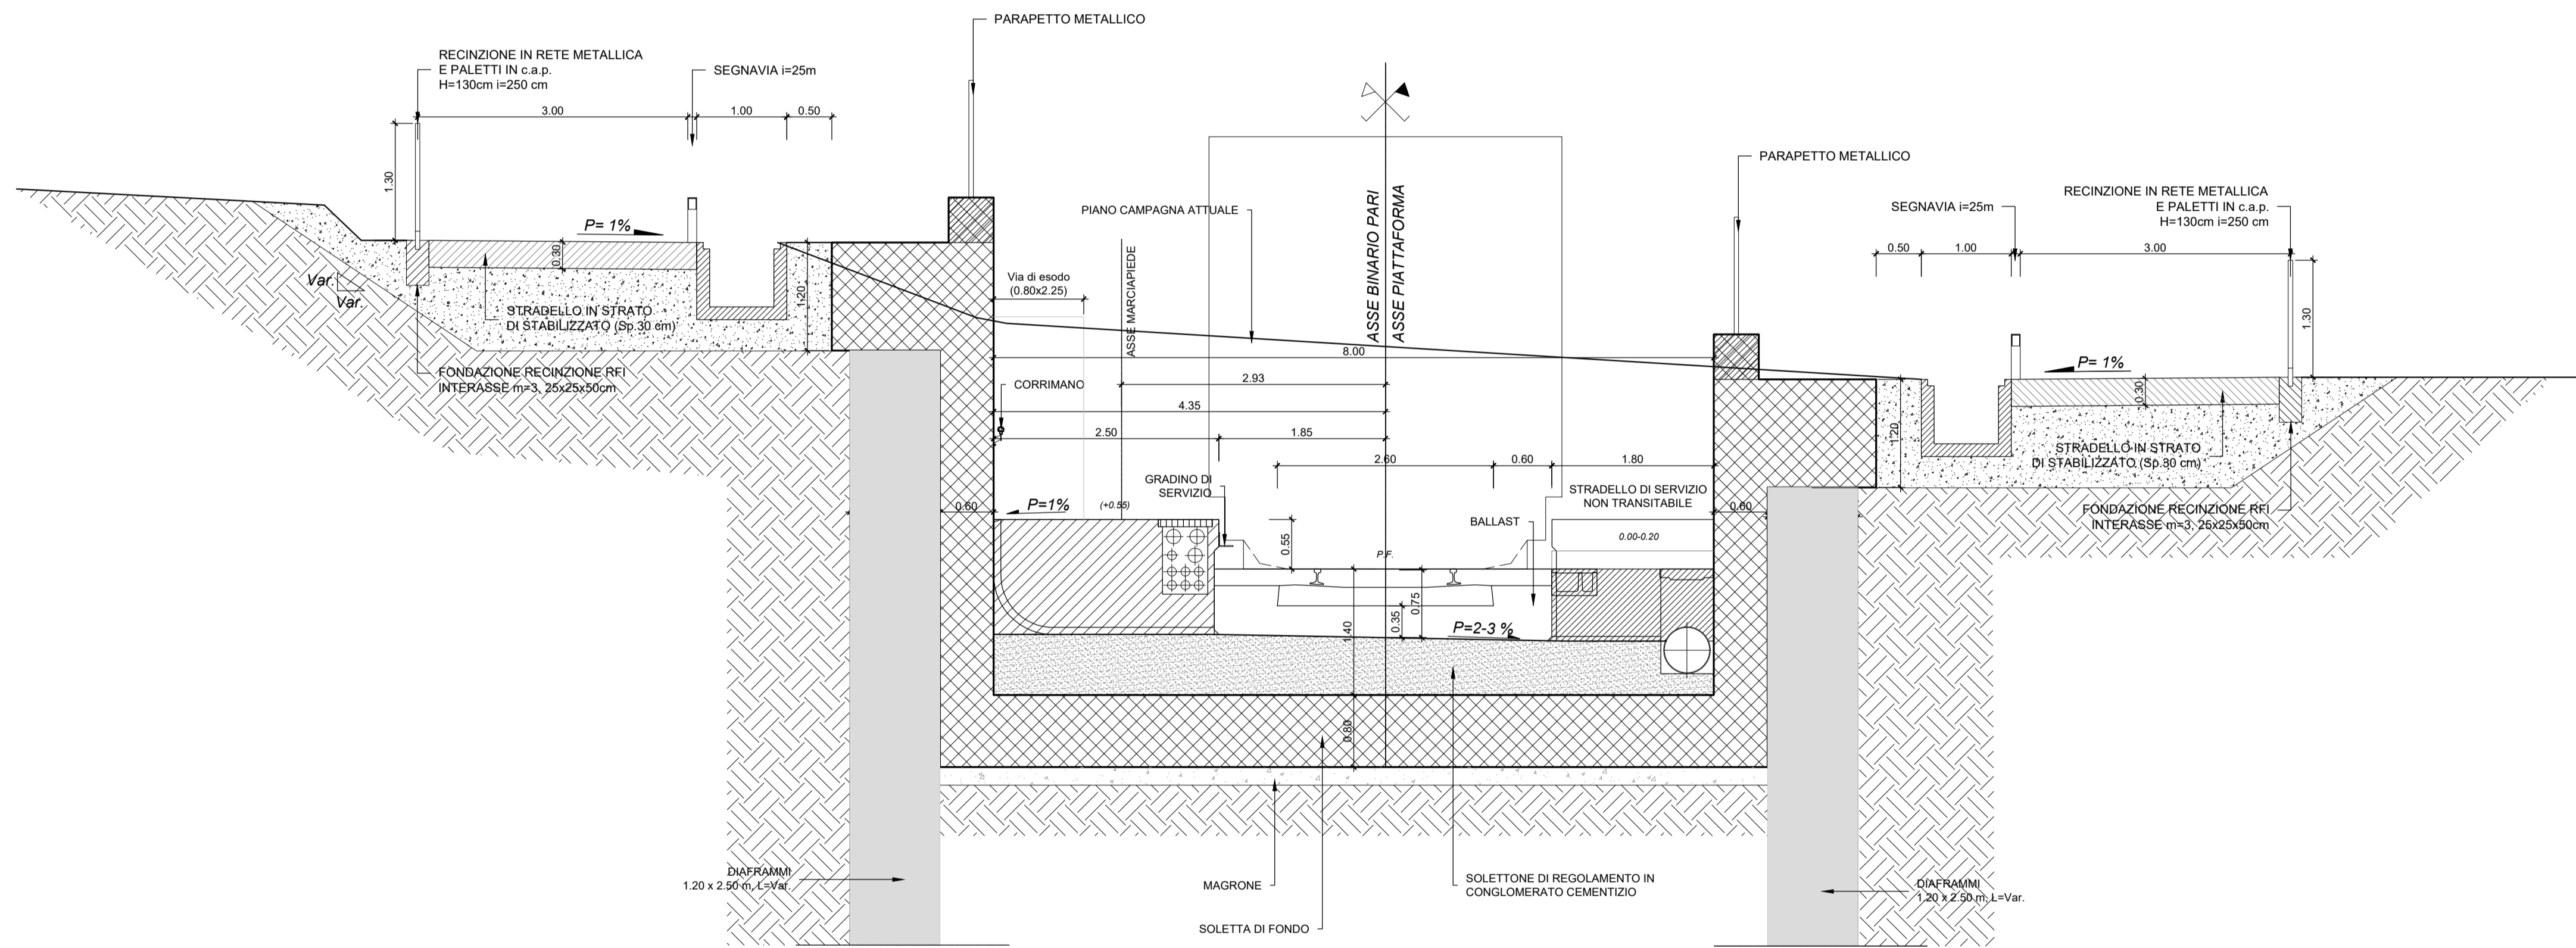 PARAPETTO METALLICO
RECINZIONE IN RETE METALLICA
E PALETTI IN c.a.p.
H=130cm i=250 cm
SEGNAVIA i=25m
3.00
1.00
0.50
1.30
P= 1%
0.30
Var.
Var.
1.20
STRADELLO IN STRATO
DI STABILIZZATO (Sp.30 cm)
FONDAZIONE RECINZIONE RFI
INTERASSE m=3, 25x25x50cm
PIANO CAMPAGNA ATTUALE
ASSE BINARIO PARI
ASSE PIATTAFORMA
Via di esodo
(0.80x2.25)
ASSE MARCIAPIEDE
8.00
2.93
CORRIMANO
4.35
2.50
1.85
2.60
0.60
1.80
GRADINO DI
SERVIZIO
STRADELLO DI SERVIZIO
NON TRANSITABILE
0.60
P=1%
(+0.55)
BALLAST
0.00-0.20
0.60
0.55
P.F.
0.75
0.35
1.40
P=2-3 %
0.80
PARAPETTO METALLICO
RECINZIONE IN RETE METALLICA
E PALETTI IN c.a.p.
H=130cm i=250 cm
SEGNAVIA i=25m
0.50
1.00
3.00
1.30
P= 1%
0.30
1.20
STRADELLO IN STRATO
DI STABILIZZATO (Sp.30 cm)
FONDAZIONE RECINZIONE RFI
INTERASSE m=3, 25x25x50cm
DIAFRAMMI
1.20 x 2.50 m, L=Var.
MAGRONE
SOLETTA DI FONDO
SOLETTONE DI REGOLAMENTO IN
CONGLOMERATO CEMENTIZIO
DIAFRAMMI
1.20 x 2.50 m, L=Var.